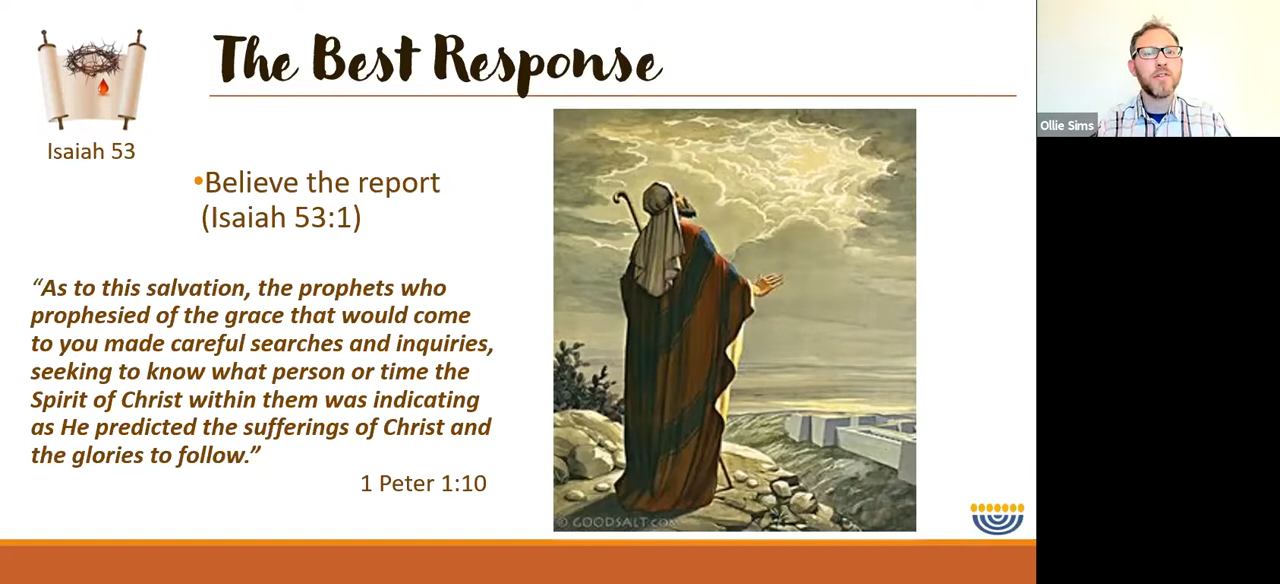 The Best Response
Isaiah 53
•Believe the report
(Isaiah 53:1)
“As to this salvation, the prophets who
prophesied of the grace that would come
to you made careful searches and inquiries,
seeking to know what person or time the
Spirit of Christ within them was indicating
as He predicted the sufferings of Christ and
the glories to follow.”
1 Peter 1:10
© GOODSALT.COM
Ollie Sims